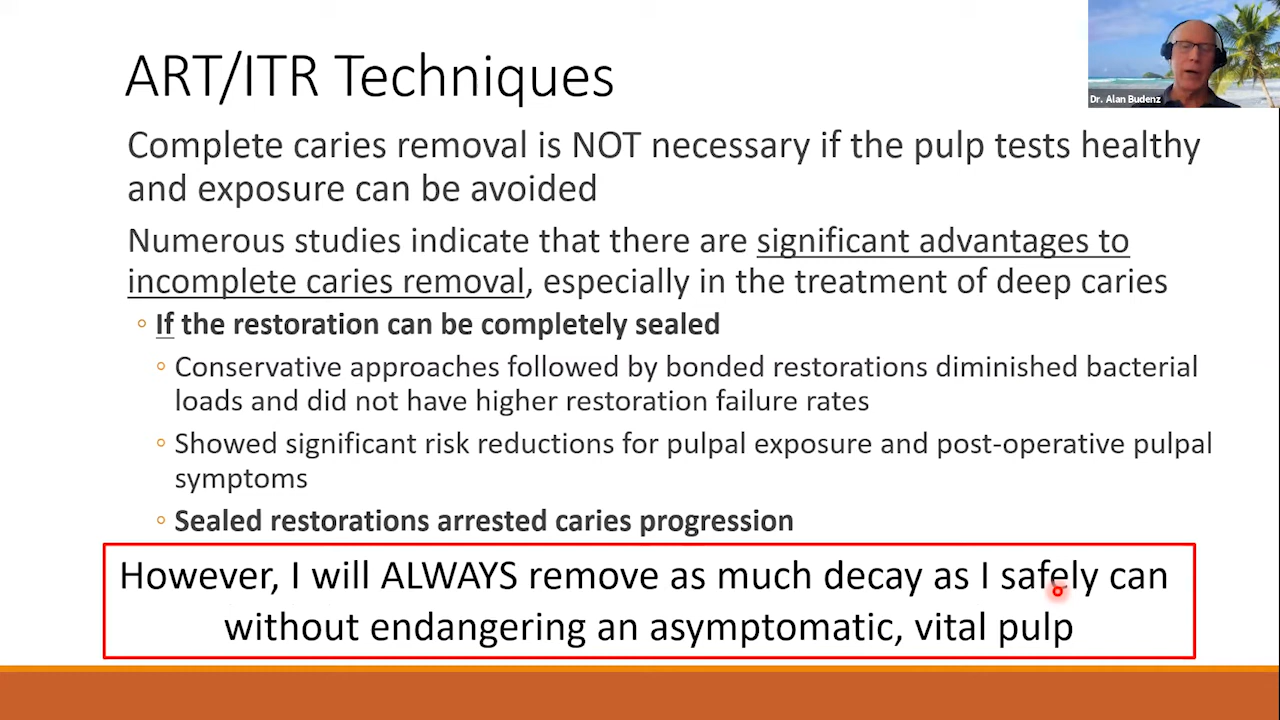 ART/ITR Techniques
Dr. Alan Budenz
Complete caries removal is NOT necessary if the pulp tests healthy
and exposure can be avoided
Numerous studies indicate that there are significant advantages to
incomplete caries removal, especially in the treatment of deep caries
◦ If the restoration can be completely sealed
◦ Conservative approaches followed by bonded restorations diminished bacterial
loads and did not have higher restoration failure rates
◦ Showed significant risk reductions for pulpal exposure and post-operative pulpal
symptoms
◦ Sealed restorations arrested caries progression
However, I will ALWAYS remove as much decay as I safely can
without endangering an asymptomatic, vital pulp